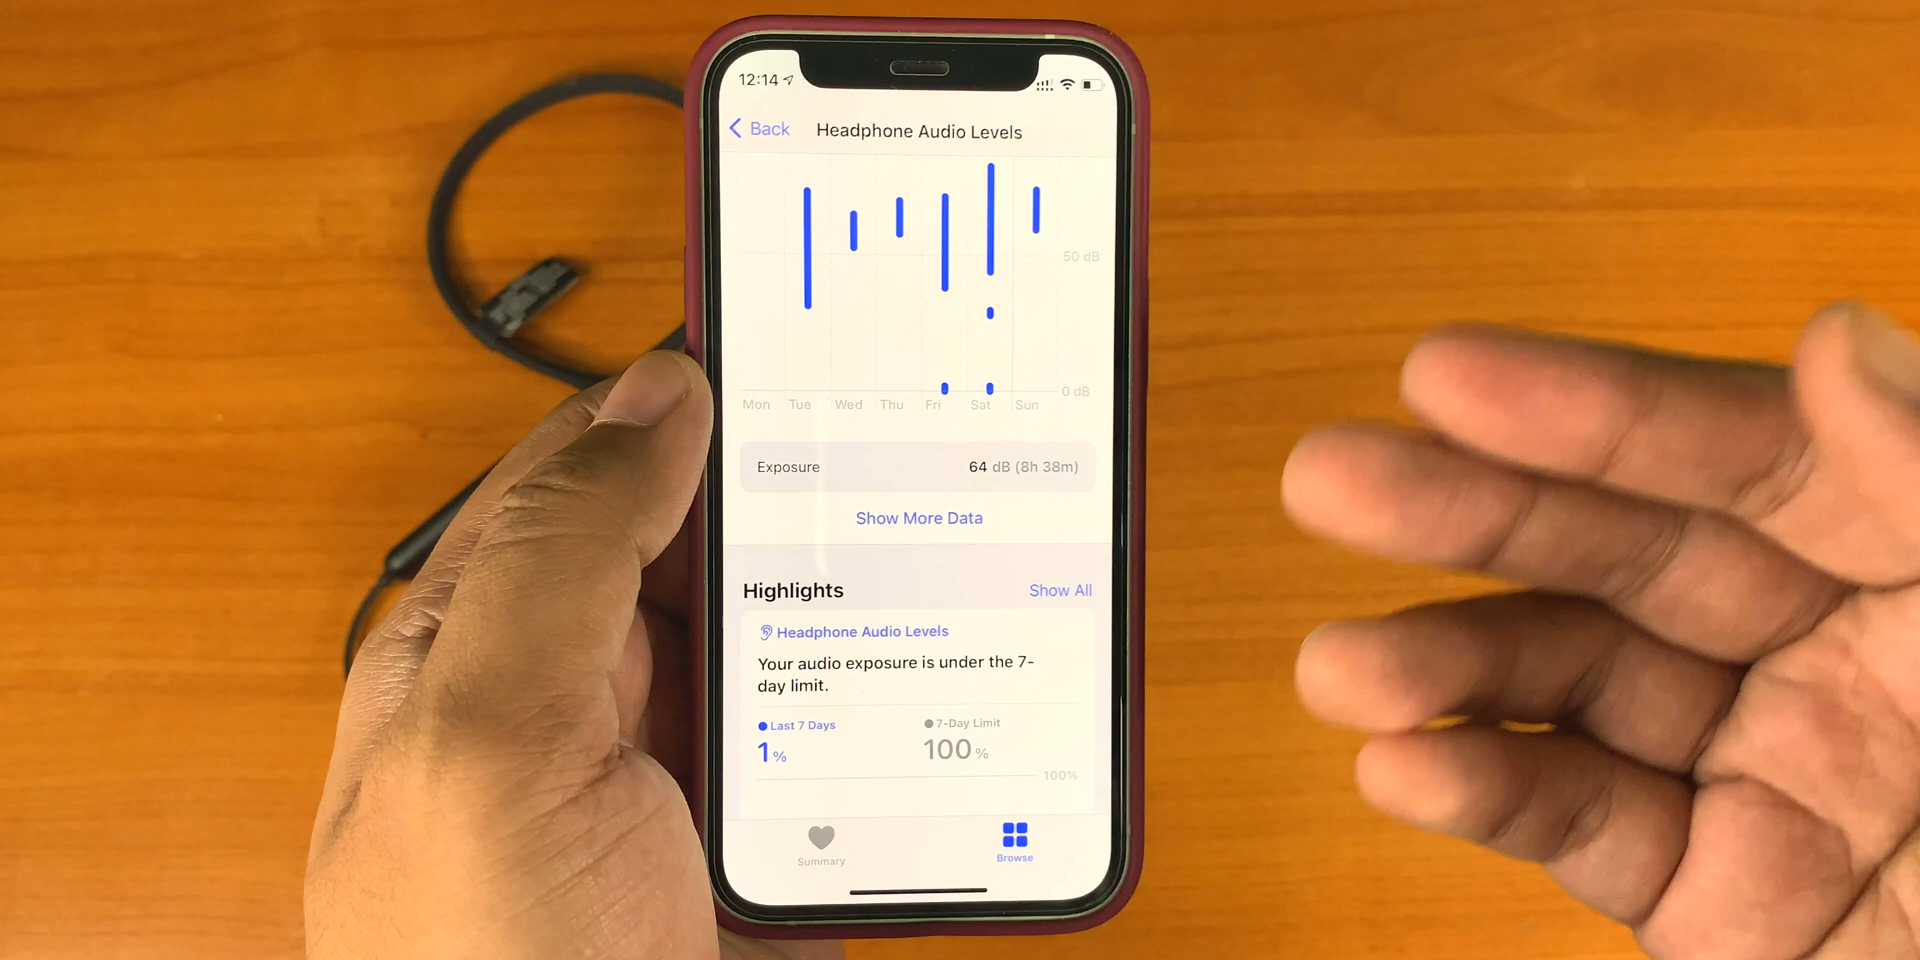 12:14
Back
Headphone Audio Levels
50 dB
0 dB
Mon Tue Wed Thu Fri Sat Sun
Exposure 64 dB (8h 38m)
Show More Data
Highlights Show All
Headphone Audio Levels
Your audio exposure is under the 7-
day limit.
Last 7 Days 7-Day Limit
1% 100%
100%
Summary Browse